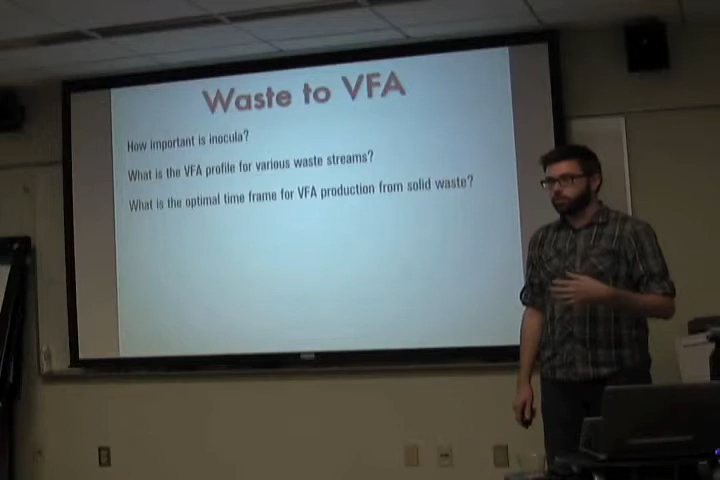 Waste to VFA
How important is inocula?
What is the VFA profile for various waste streams?
What is the optimal time frame for VFA production from solid waste?